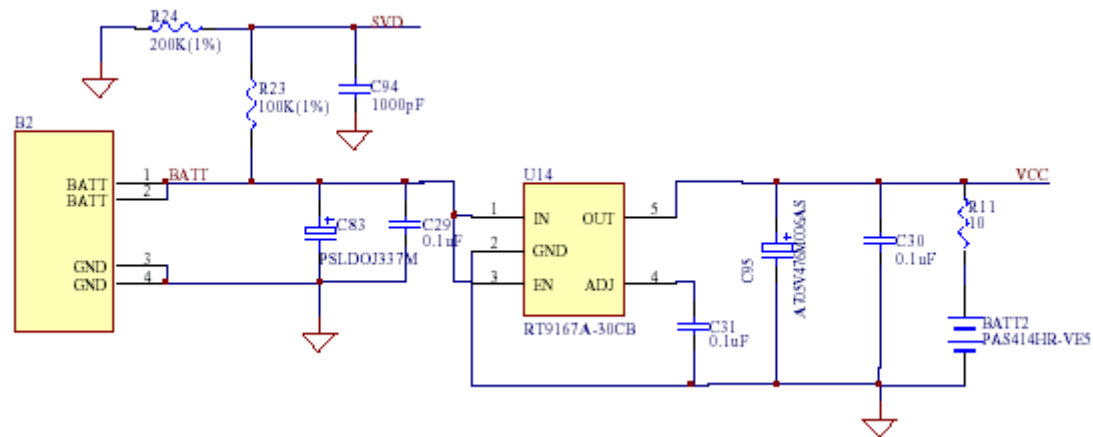 R24
200K(1%)
SVD
R23
100K(1%)
C94
1000pF
B2
BATT
BATT
GND
GND
1
2
3
4
BATT
C83
PSLDOJ337M
C29
0.1uF
U14
1
2
3
IN
GND
EN
OUT
ADJ
5
4
RT9167A-30CB
C31
0.1uF
C95
A705V476M006AS
C30
0.1uF
VCC
R11
10
BATT2
PAS414HR-VE5